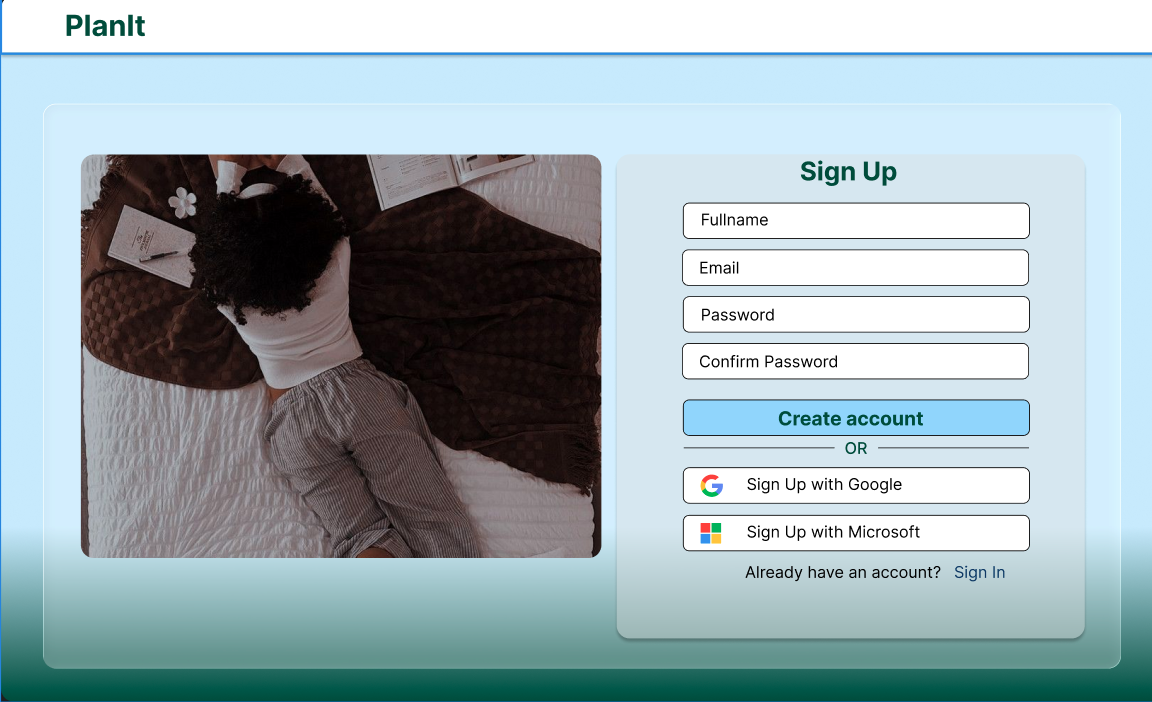 PlanIt
Sign Up
Fullname
Email
Password
Confirm Password
Create account
OR
Sign Up with Google
Sign Up with Microsoft
Already have an account? Sign In